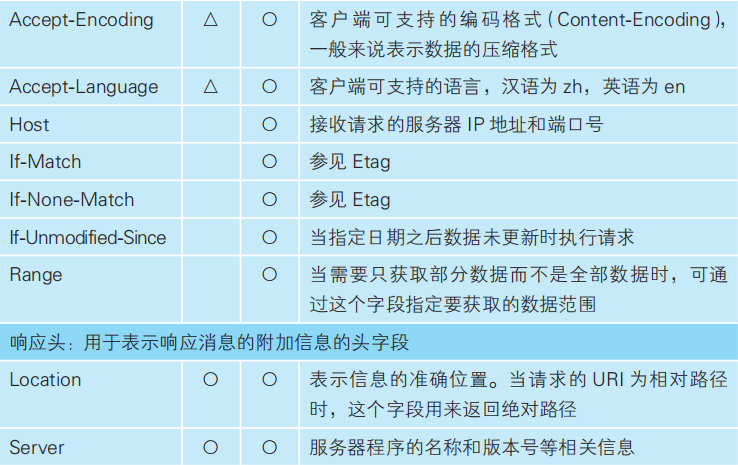 Accept-Encoding △ ○ 客户端可支持的编码格式（Content-Encoding），
一般来说表示数据的压缩格式
Accept-Language △ ○ 客户端可支持的语言，汉语为 zh，英语为 en
Host ○ 接收请求的服务器 IP 地址和端口号
If-Match ○ 参见 Etag
If-None-Match ○ 参见 Etag
If-Unmodified-Since ○ 当指定日期之后数据未更新时执行请求
Range ○ 当需要只获取部分数据而不是全部数据时，可通
过这个字段指定要获取的数据范围
响应头：用于表示响应消息的附加信息的头字段
Location ○ ○ 表示信息的准确位置。当请求的 URI 为相对路径
时，这个字段用来返回绝对路径
Server ○ ○ 服务器程序的名称和版本号等相关信息